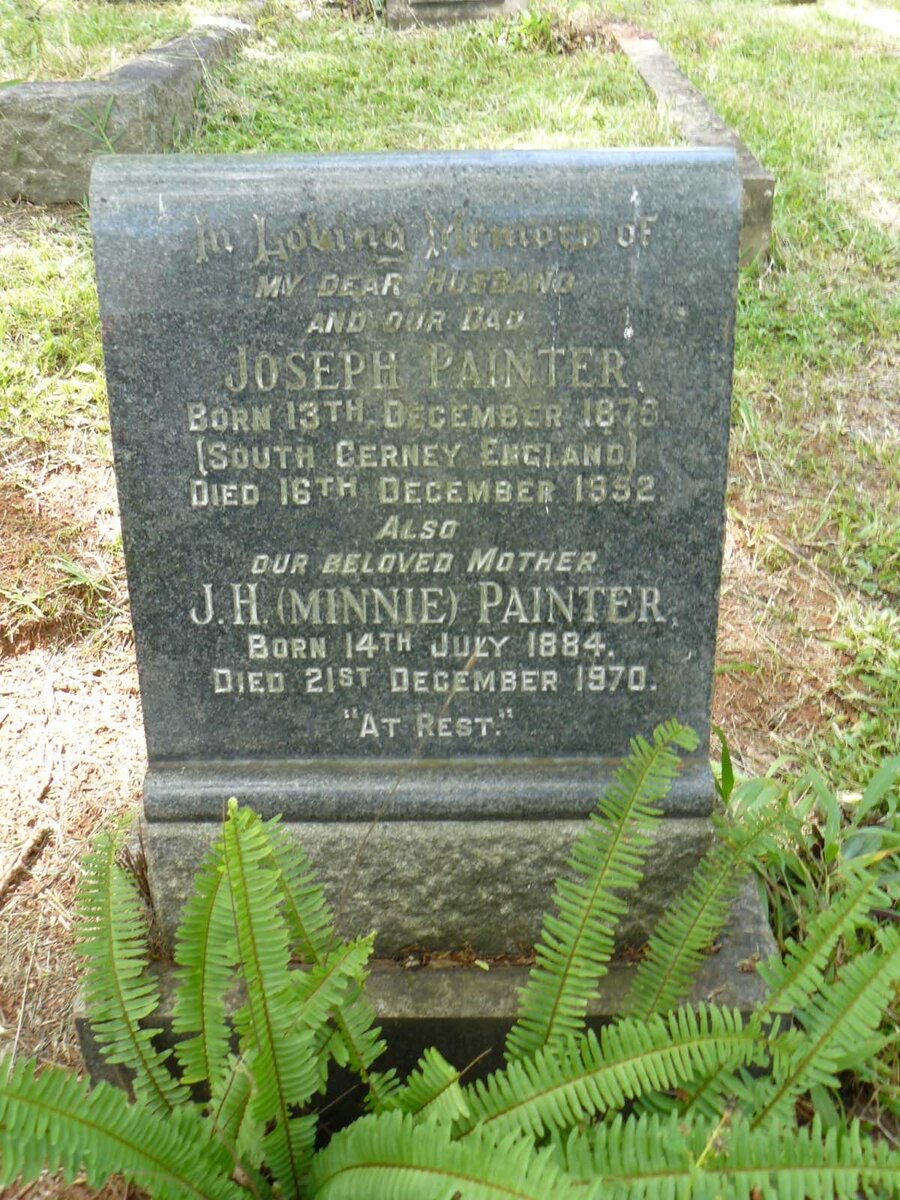 In Loving Memory of
MY DEAR HUSBAND
AND OUR DAD
JOSEPH PAINTER,
BORN 13TH DECEMBER 1878.
(SOUTH CERNEY ENGLAND)
DIED 16TH DECEMBER 1952.
ALSO
OUR BELOVED MOTHER
J.H. (MINNIE) PAINTER,
BORN 14TH JULY 1884.
DIED 21ST DECEMBER 1970.
"AT REST."